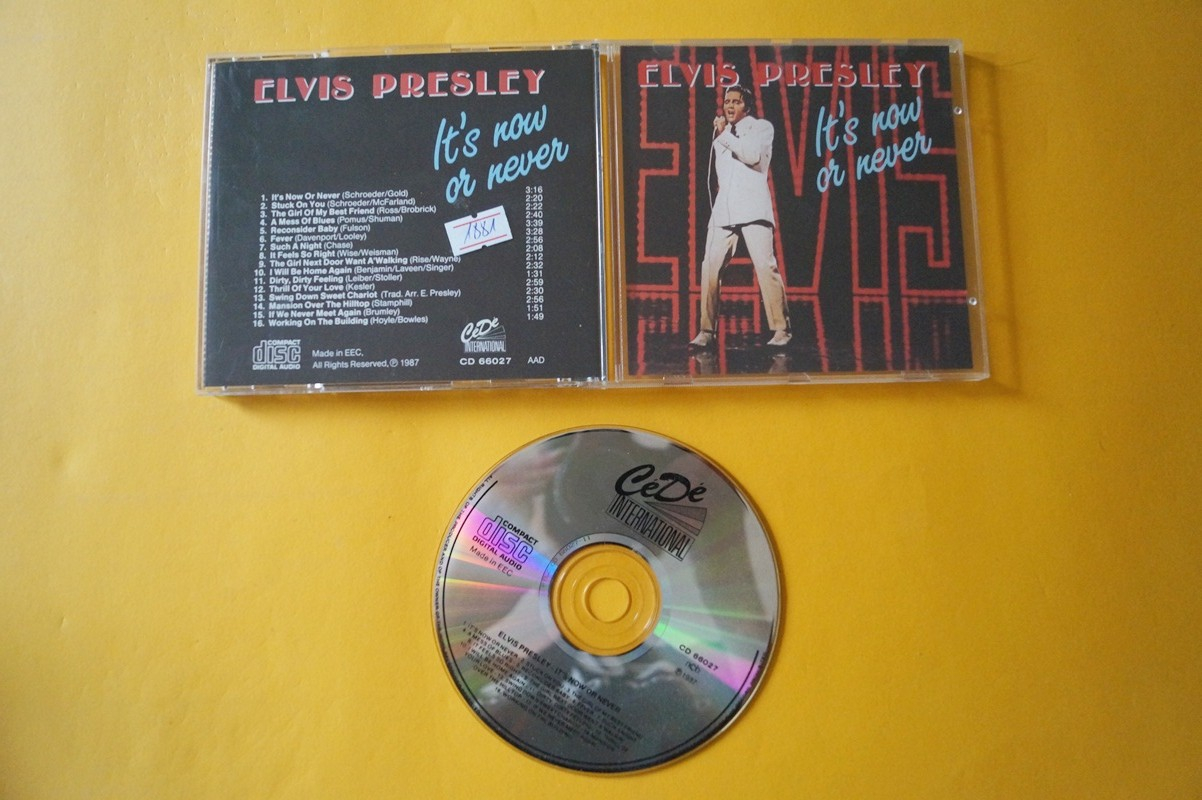 ELVIS PRESLEY
It's now
or never
1. It's Now Or Never (Schroeder/Gold) 3:16
2. Stuck On You (Schroeder/McFarland) 2:20
3. The Girl Of My Best Friend (Ross/Brobrick) 2:22
4. A Mess Of Blues (Pomus/Shuman) 2:40
5. Reconsider Baby (Fulson) 3:39
6. Fever (Davenport/Looley) 3:28
7. Such A Night (Chase) 2:56
8. It Feels So Right (Wise/Weisman) 2:08
9. The Girl Next Door Want A'Walking (Rise/Wayne) 2:12
10. I Will Be Home Again (Benjamin/Laveen/Singer) 2:32
11. Dirty, Dirty Feeling (Leiber/Stoller) 1:31
12. Thrill Of Your Love (Kesler) 2:59
13. Swing Down Sweet Chariot (Trad. Arr. E. Presley) 2:30
14. Mansion Over The Hilltop (Stamphill) 2:56
15. If We Never Meet Again (Brumley) 1:51
16. Working On The Building (Hoyle/Bowles) 1:49
1881
COMPACT
disc
DIGITAL AUDIO
Made in EEC,
All Rights Reserved, ℗ 1987
CéDé
INTERNATIONAL
CD 66027 AAD
ELVIS PRESLEY
It's now
or never
ELVIS
CéDé
INTERNATIONAL
COMPACT
disc
DIGITAL AUDIO
Made in EEC
CD 66027
℗ 1987
ELVIS PRESLEY · IT'S NOW OR NEVER